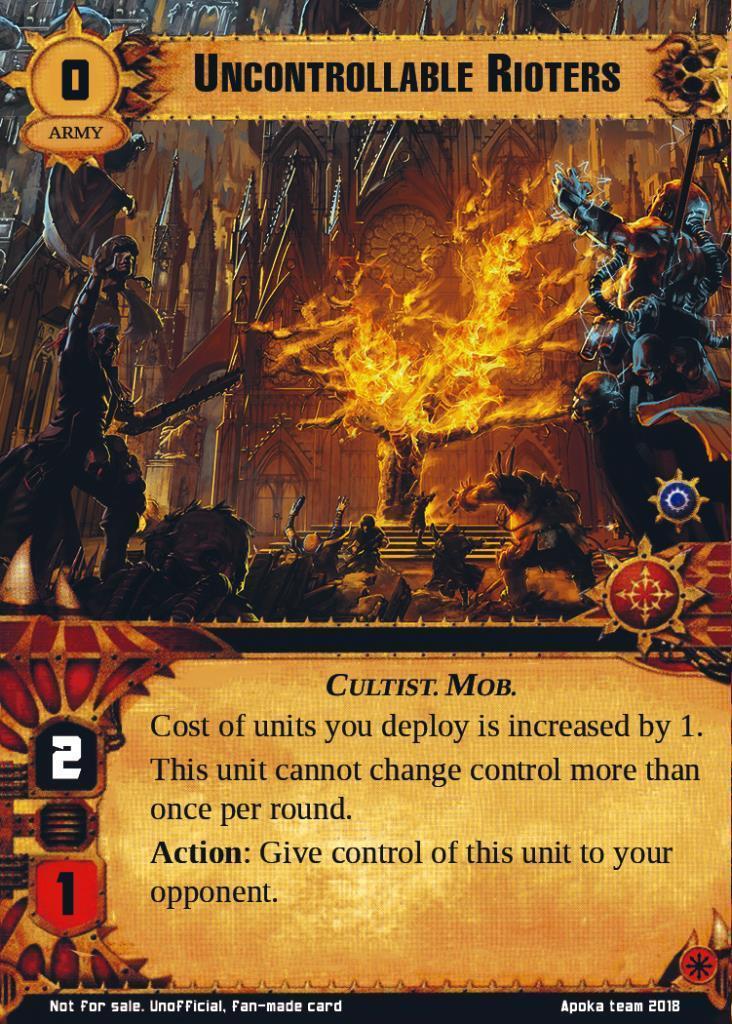 0
ARMY
UNCONTROLLABLE RIOTERS
CULTIST. MOB.
Cost of units you deploy is increased by 1.
This unit cannot change control more than
once per round.
Action: Give control of this unit to your
opponent.
2
1
Not for sale. Unofficial, fan-made card
Apoka team 2018